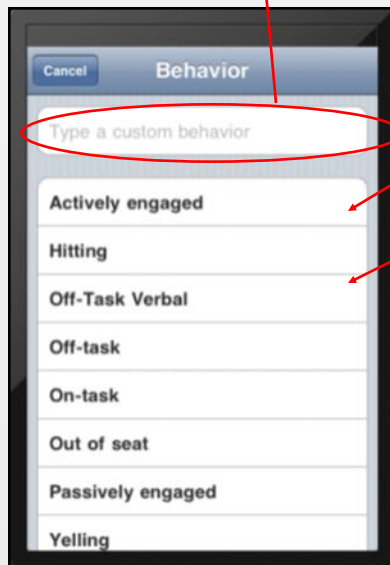 Cancel Behavior
Type a custom behavior
Actively engaged
Hitting
Off-Task Verbal
Off-task
On-task
Out of seat
Passively engaged
Yelling